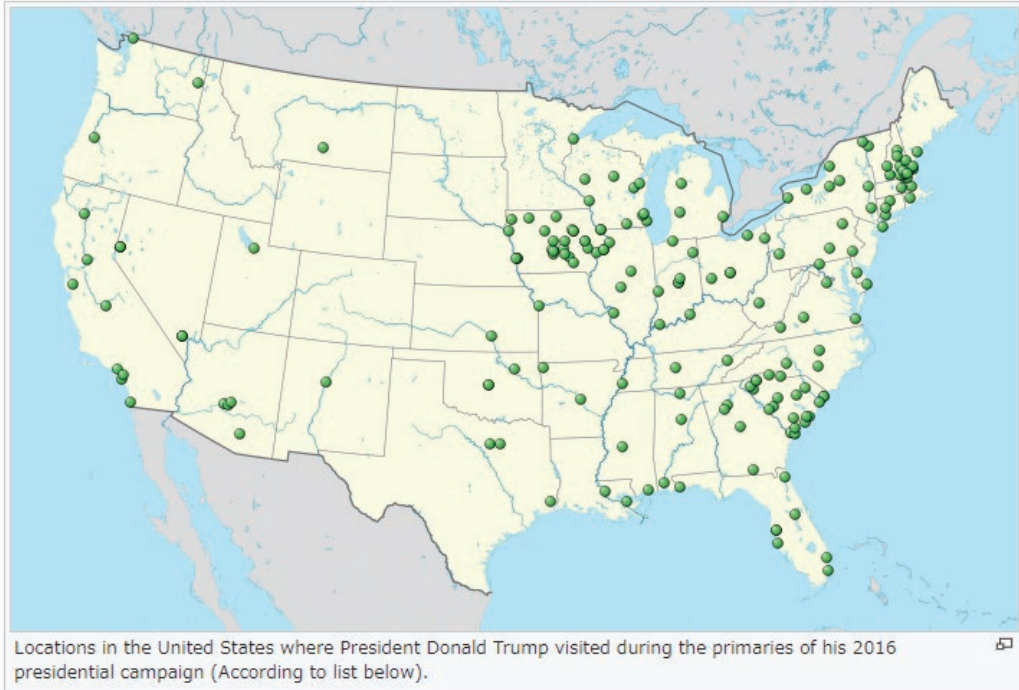 Locations in the United States where President Donald Trump visited during the primaries of his 2016
presidential campaign (According to list below).